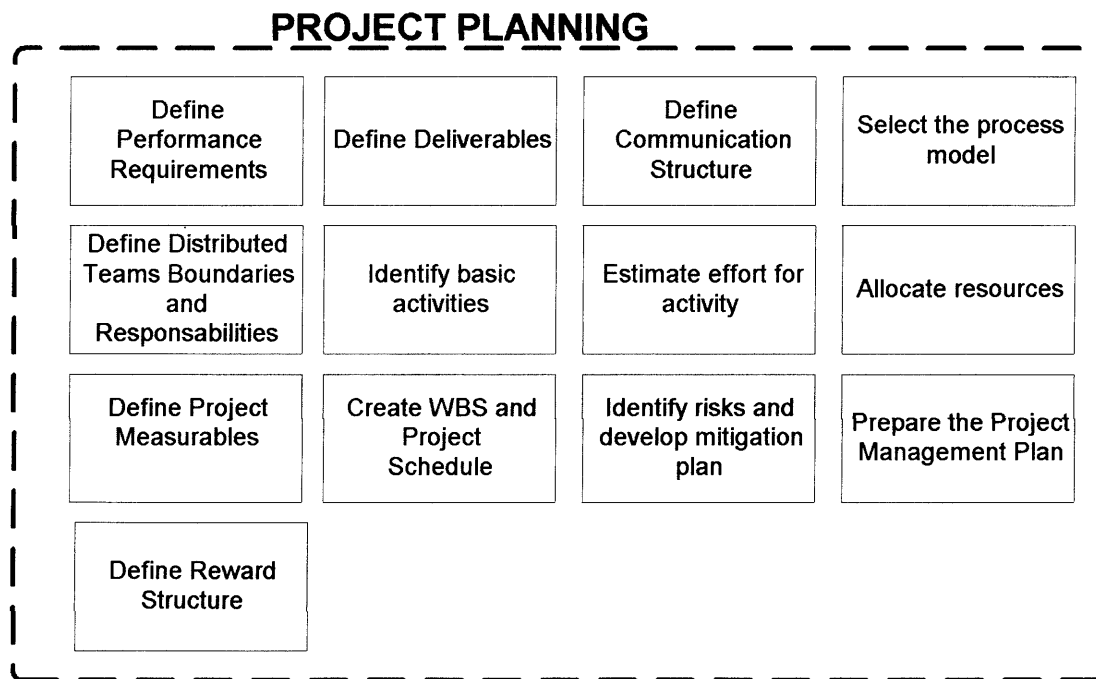 PROJECT PLANNING
Define
Performance
Requirements
Define Deliverables
Define
Communication
Structure
Select the process
model
Define Distributed
Teams Boundaries
and
Responsabilities
Identify basic
activities
Estimate effort for
activity
Allocate resources
Define Project
Measurables
Create WBS and
Project
Schedule
Identify risks and
develop mitigation
plan
Prepare the Project
Management Plan
Define Reward
Structure